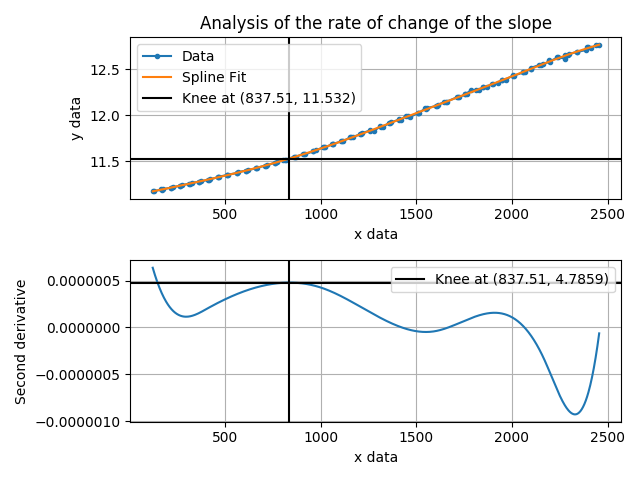 Analysis of the rate of change of the slope
Data
Spline Fit
Knee at (837.51, 11.532)
12.5
12.0
11.5
y data
500
1000
1500
2000
2500
x data
Knee at (837.51, 4.7859)
0.0000005
0.0000000
−0.0000005
−0.0000010
Second derivative
500
1000
1500
2000
2500
x data